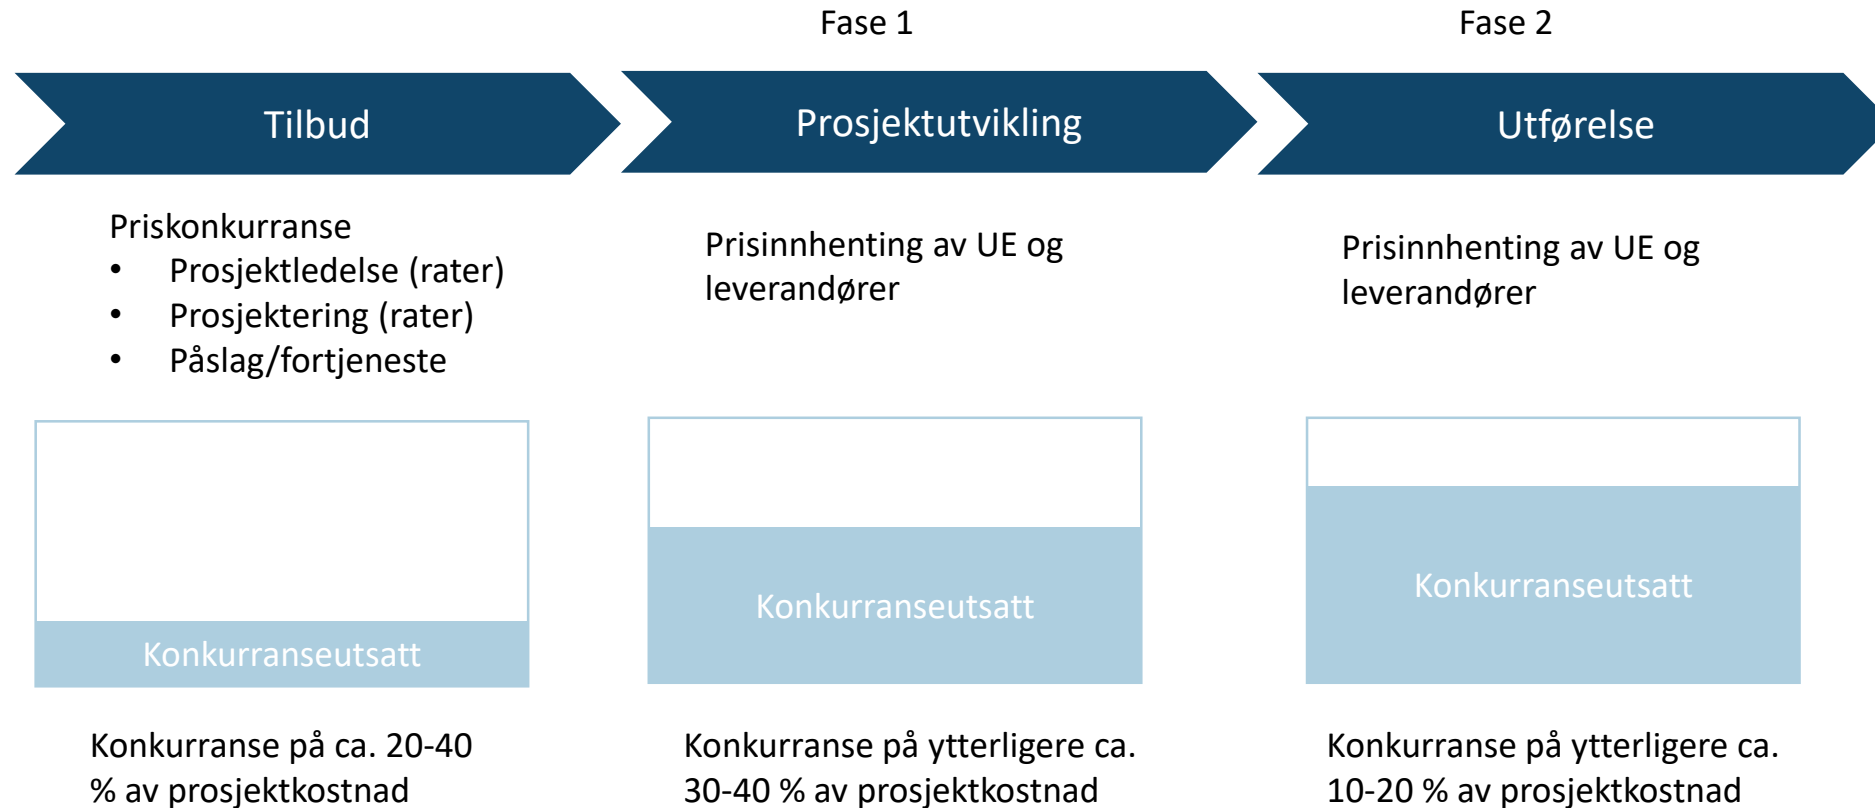 Fase 1
Fase 2
Tilbud
Prosjektutvikling
Utførelse
Priskonkurranse
• Prosjektledelse (rater)
• Prosjektering (rater)
• Påslag/fortjeneste
Prisinnhenting av UE og
leverandører
Prisinnhenting av UE og
leverandører
Konkurranseutsatt
Konkurranseutsatt
Konkurranseutsatt
Konkurranse på ca. 20-40
% av prosjektkostnad
Konkurranse på ytterligere ca.
30-40 % av prosjektkostnad
Konkurranse på ytterligere ca.
10-20 % av prosjektkostnad